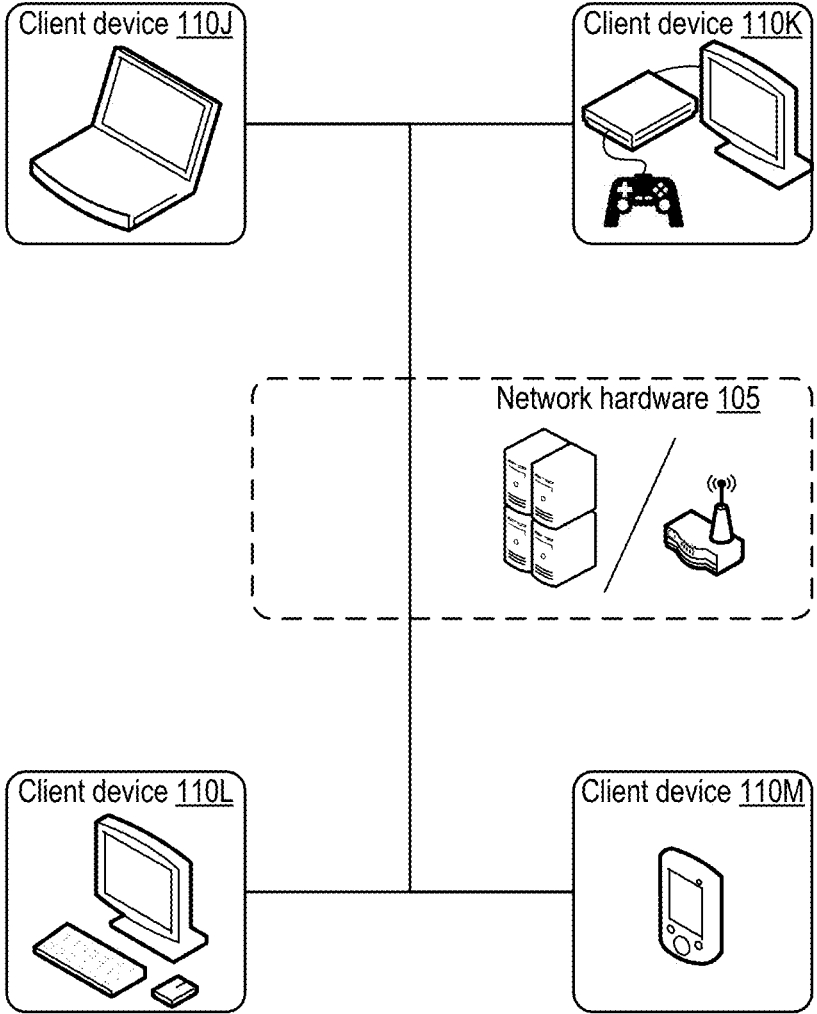 Client device 110J
Client device 110K
Network hardware 105
Client device 110L
Client device 110M